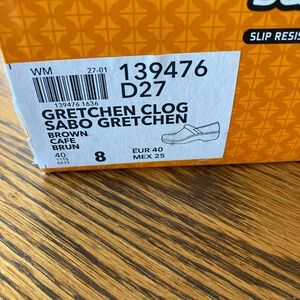 SLIP RESIS
WM 27-01 139476
D27
139476 1636
GRETCHEN CLOG
SABO GRETCHEN
BROWN
CAFE
BRUN
40
8
EUR 40
MEX 25